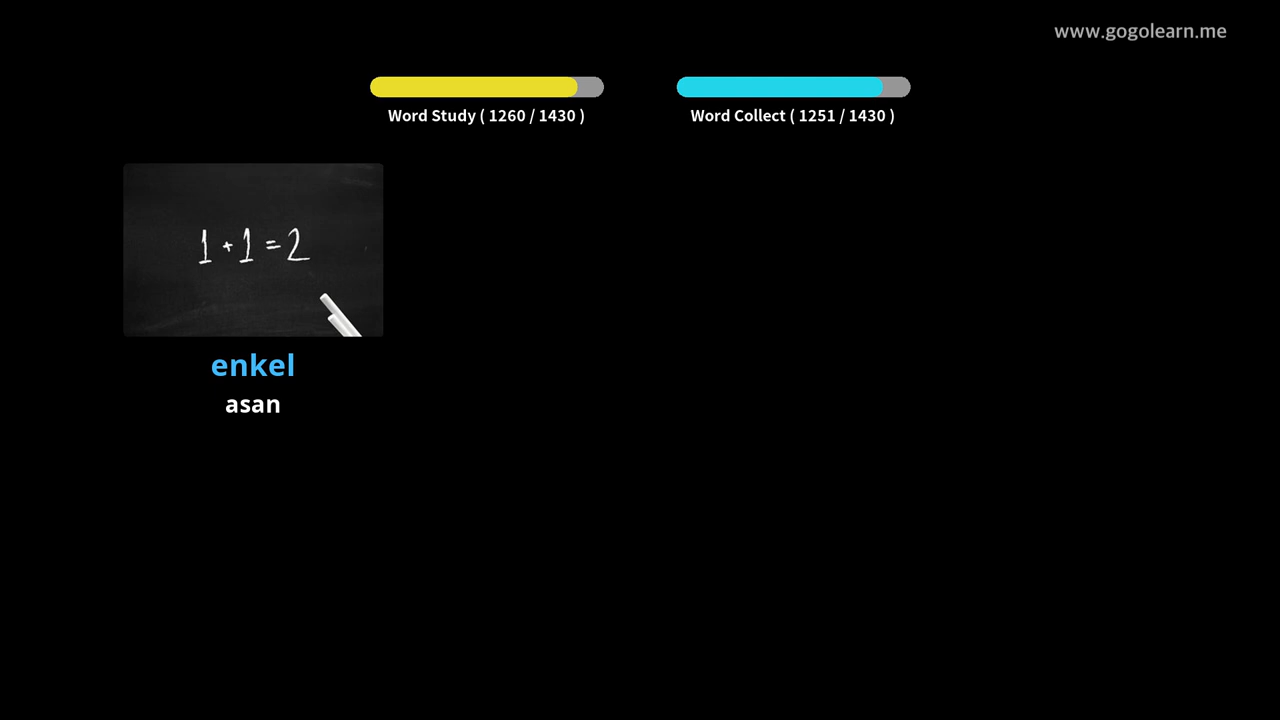 www.gogolearn.me
Word Study ( 1260 / 1430 )
Word Collect ( 1251 / 1430 )
1 + 1 = 2
enkel
asan